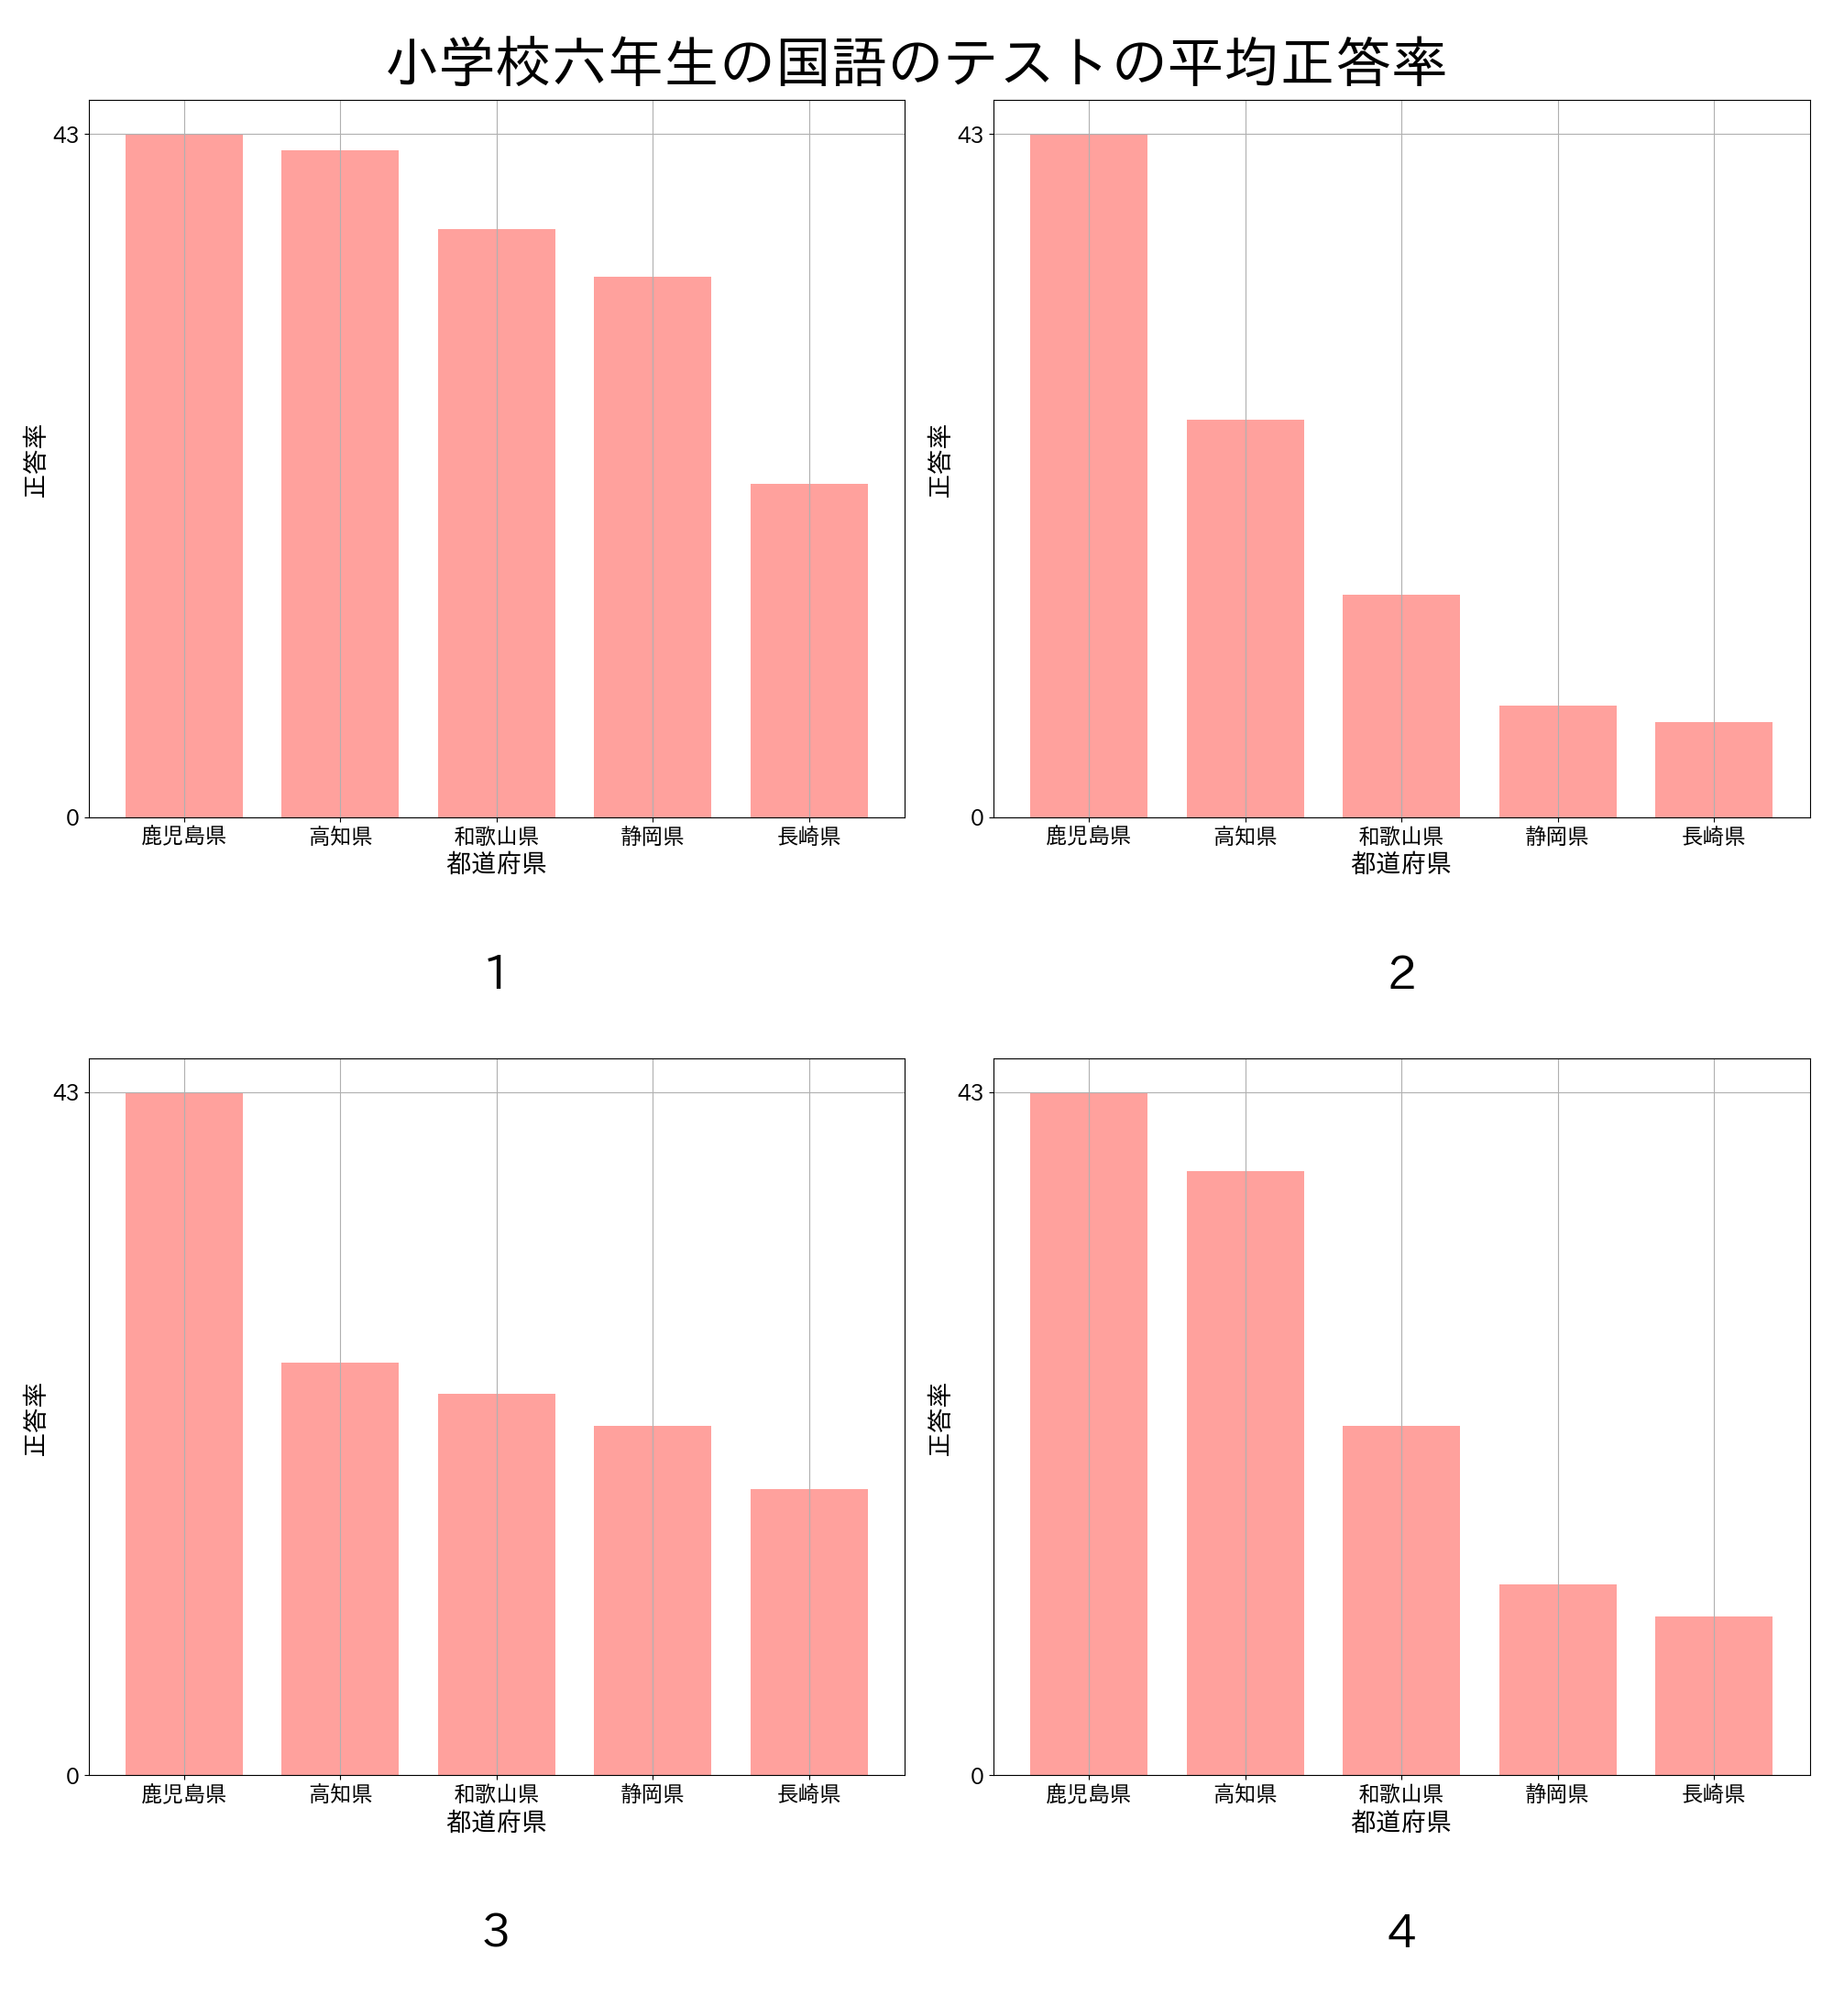 小学校六年生の国語のテストの平均正答率
43
0
正答率
鹿児島県 高知県 和歌山県 静岡県 長崎県
都道府県
1
43
0
正答率
鹿児島県 高知県 和歌山県 静岡県 長崎県
都道府県
2
43
0
正答率
鹿児島県 高知県 和歌山県 静岡県 長崎県
都道府県
3
43
0
正答率
鹿児島県 高知県 和歌山県 静岡県 長崎県
都道府県
4